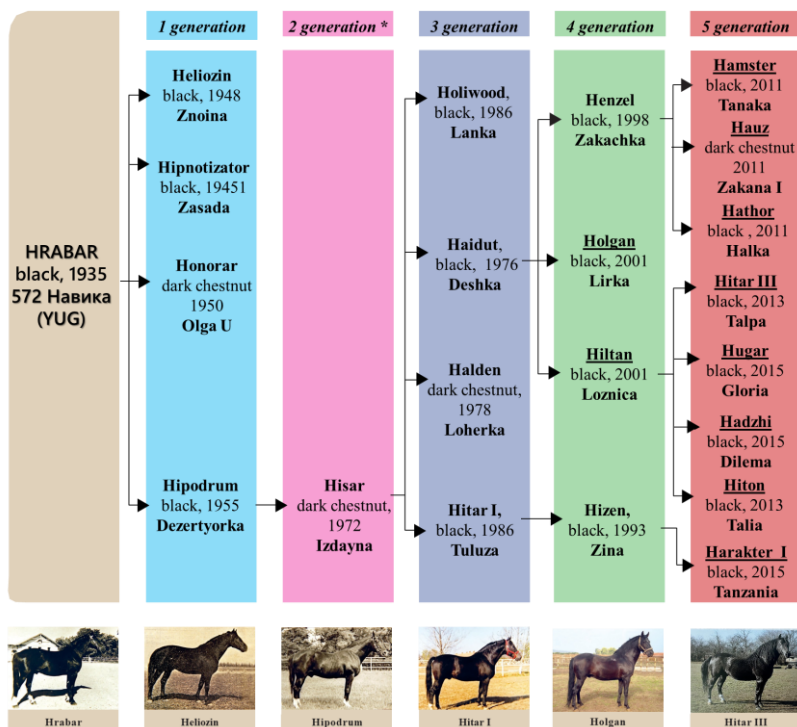 1 generation
2 generation *
3 generation
4 generation
5 generation
HRABAR
black, 1935
572 Навика
(YUG)
Heliozin
black, 1948
Znoina
Hipnotizator
black, 19451
Zasada
Honorar
dark chestnut
1950
Olga U
Hipodrum
black, 1955
Dezertyorka
Hisar
dark chestnut,
1972
Izdayna
Holiwood,
black, 1986
Lanka
Haidut,
black, 1976
Deshka
Halden
dark chestnut,
1978
Loherka
Hitar I,
black, 1986
Tuluza
Henzel
black, 1998
Zakachka
Holgan
black, 2001
Lirka
Hiltan
black, 2001
Loznica
Hizen,
black, 1993
Zina
Hamster
black, 2011
Tanaka
Hauz
dark chestnut
2011
Zakana I
Hathor
black , 2011
Halka
Hitar III
black, 2013
Talpa
Hugar
black, 2015
Gloria
Hadzhi
black, 2015
Dilema
Hiton
black, 2013
Talia
Harakter I
black, 2015
Tanzania
Hrabar
Heliozin
Hipodrum
Hitar I
Holgan
Hitar III